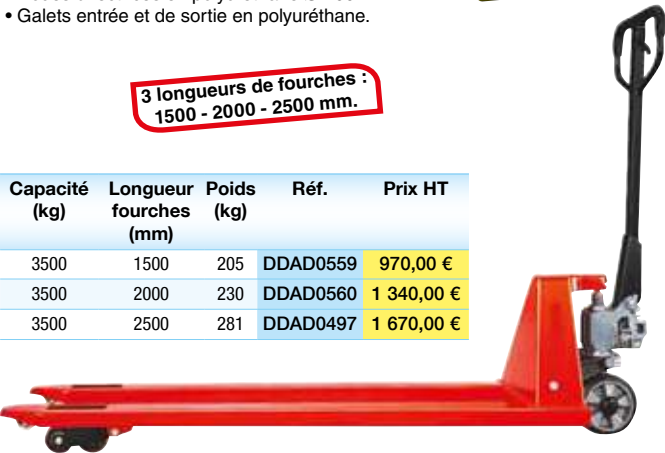 • Galets entrée et de sortie en polyuréthane.
3 longueurs de fourches :
1500 - 2000 - 2500 mm.
Capacité (kg) Longueur fourches (mm) Poids (kg) Réf. Prix HT
3500 1500 205 DDAD0559 970,00 €
3500 2000 230 DDAD0560 1 340,00 €
3500 2500 281 DDAD0497 1 670,00 €